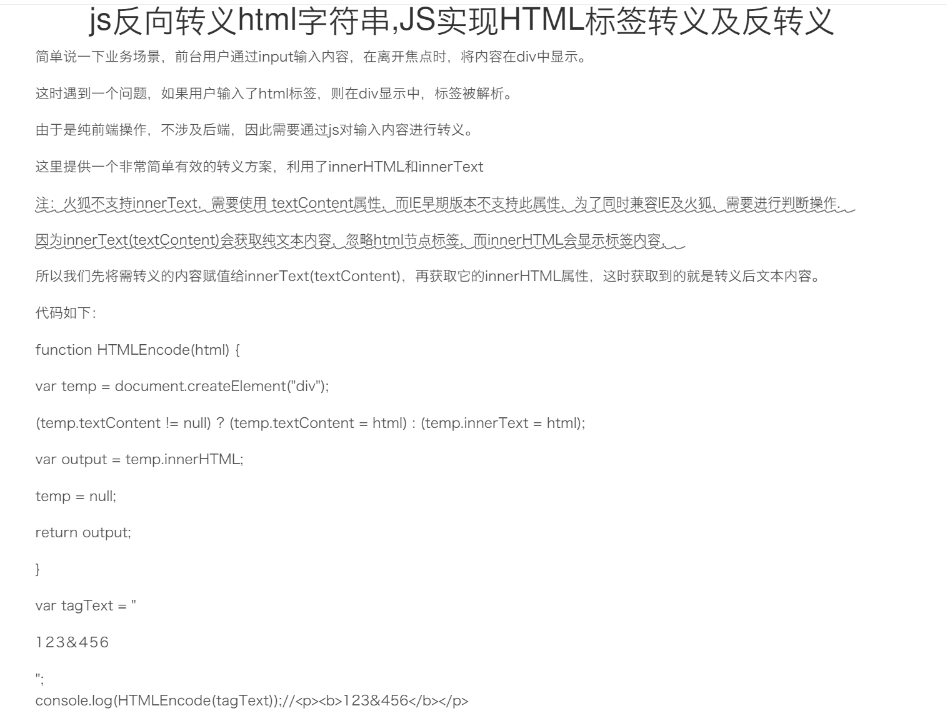 js反向转义html字符串,JS实现HTML标签转义及反转义
简单说一下业务场景，前台用户通过input输入内容，在离开焦点时，将内容在div中显示。
这时遇到一个问题，如果用户输入了html标签，则在div显示中，标签被解析。
由于是纯前端操作，不涉及后端，因此需要通过js对输入内容进行转义。
这里提供一个非常简单有效的转义方案，利用了innerHTML和innerText
注：火狐不支持innerText，需要使用 textContent属性，而IE早期版本不支持此属性，为了同时兼容IE及火狐，需要进行判断操作.
因为innerText(textContent)会获取纯文本内容，忽略html节点标签，而innerHTML会显示标签内容，
所以我们先将需转义的内容赋值给innerText(textContent)，再获取它的innerHTML属性，这时获取到的就是转义后文本内容。
代码如下：
function HTMLEncode(html) {
var temp = document.createElement("div");
(temp.textContent != null) ? (temp.textContent = html) : (temp.innerText = html);
var output = temp.innerHTML;
temp = null;
return output;
}
var tagText = "
123&456
";
console.log(HTMLEncode(tagText));//<p><b>123&456</b></p>